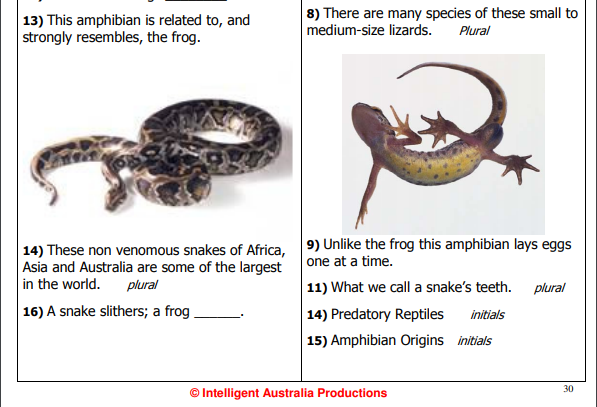 13) This amphibian is related to, and
strongly resembles, the frog.
14) These non venomous snakes of Africa,
Asia and Australia are some of the largest
in the world. plural
16) A snake slithers; a frog ______.
8) There are many species of these small to
medium-size lizards. Plural
9) Unlike the frog this amphibian lays eggs
one at a time.
11) What we call a snake's teeth. plural
14) Predatory Reptiles initials
15) Amphibian Origins initials
© Intelligent Australia Productions
30